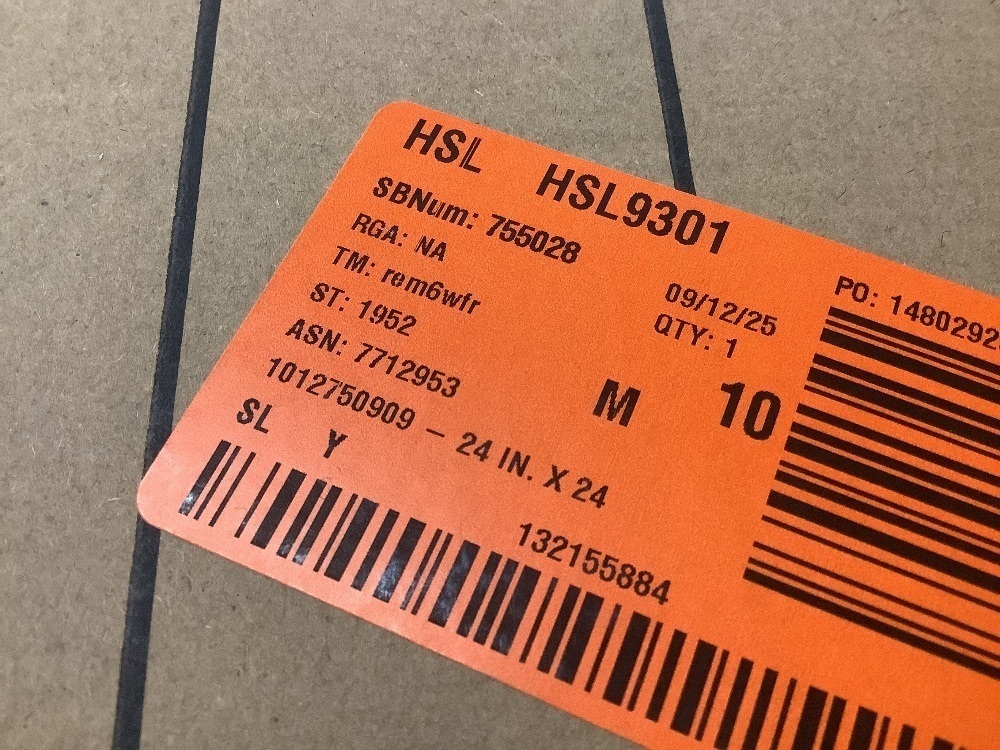 HSL HSL9301
SBNum: 755028
RGA: NA
TM: rem6wfr
09/12/25
PO: 1480292
ST: 1952
QTY: 1
ASN: 7712953
M 10
1012750909 - 24 IN. X 24
SL Y
132155884